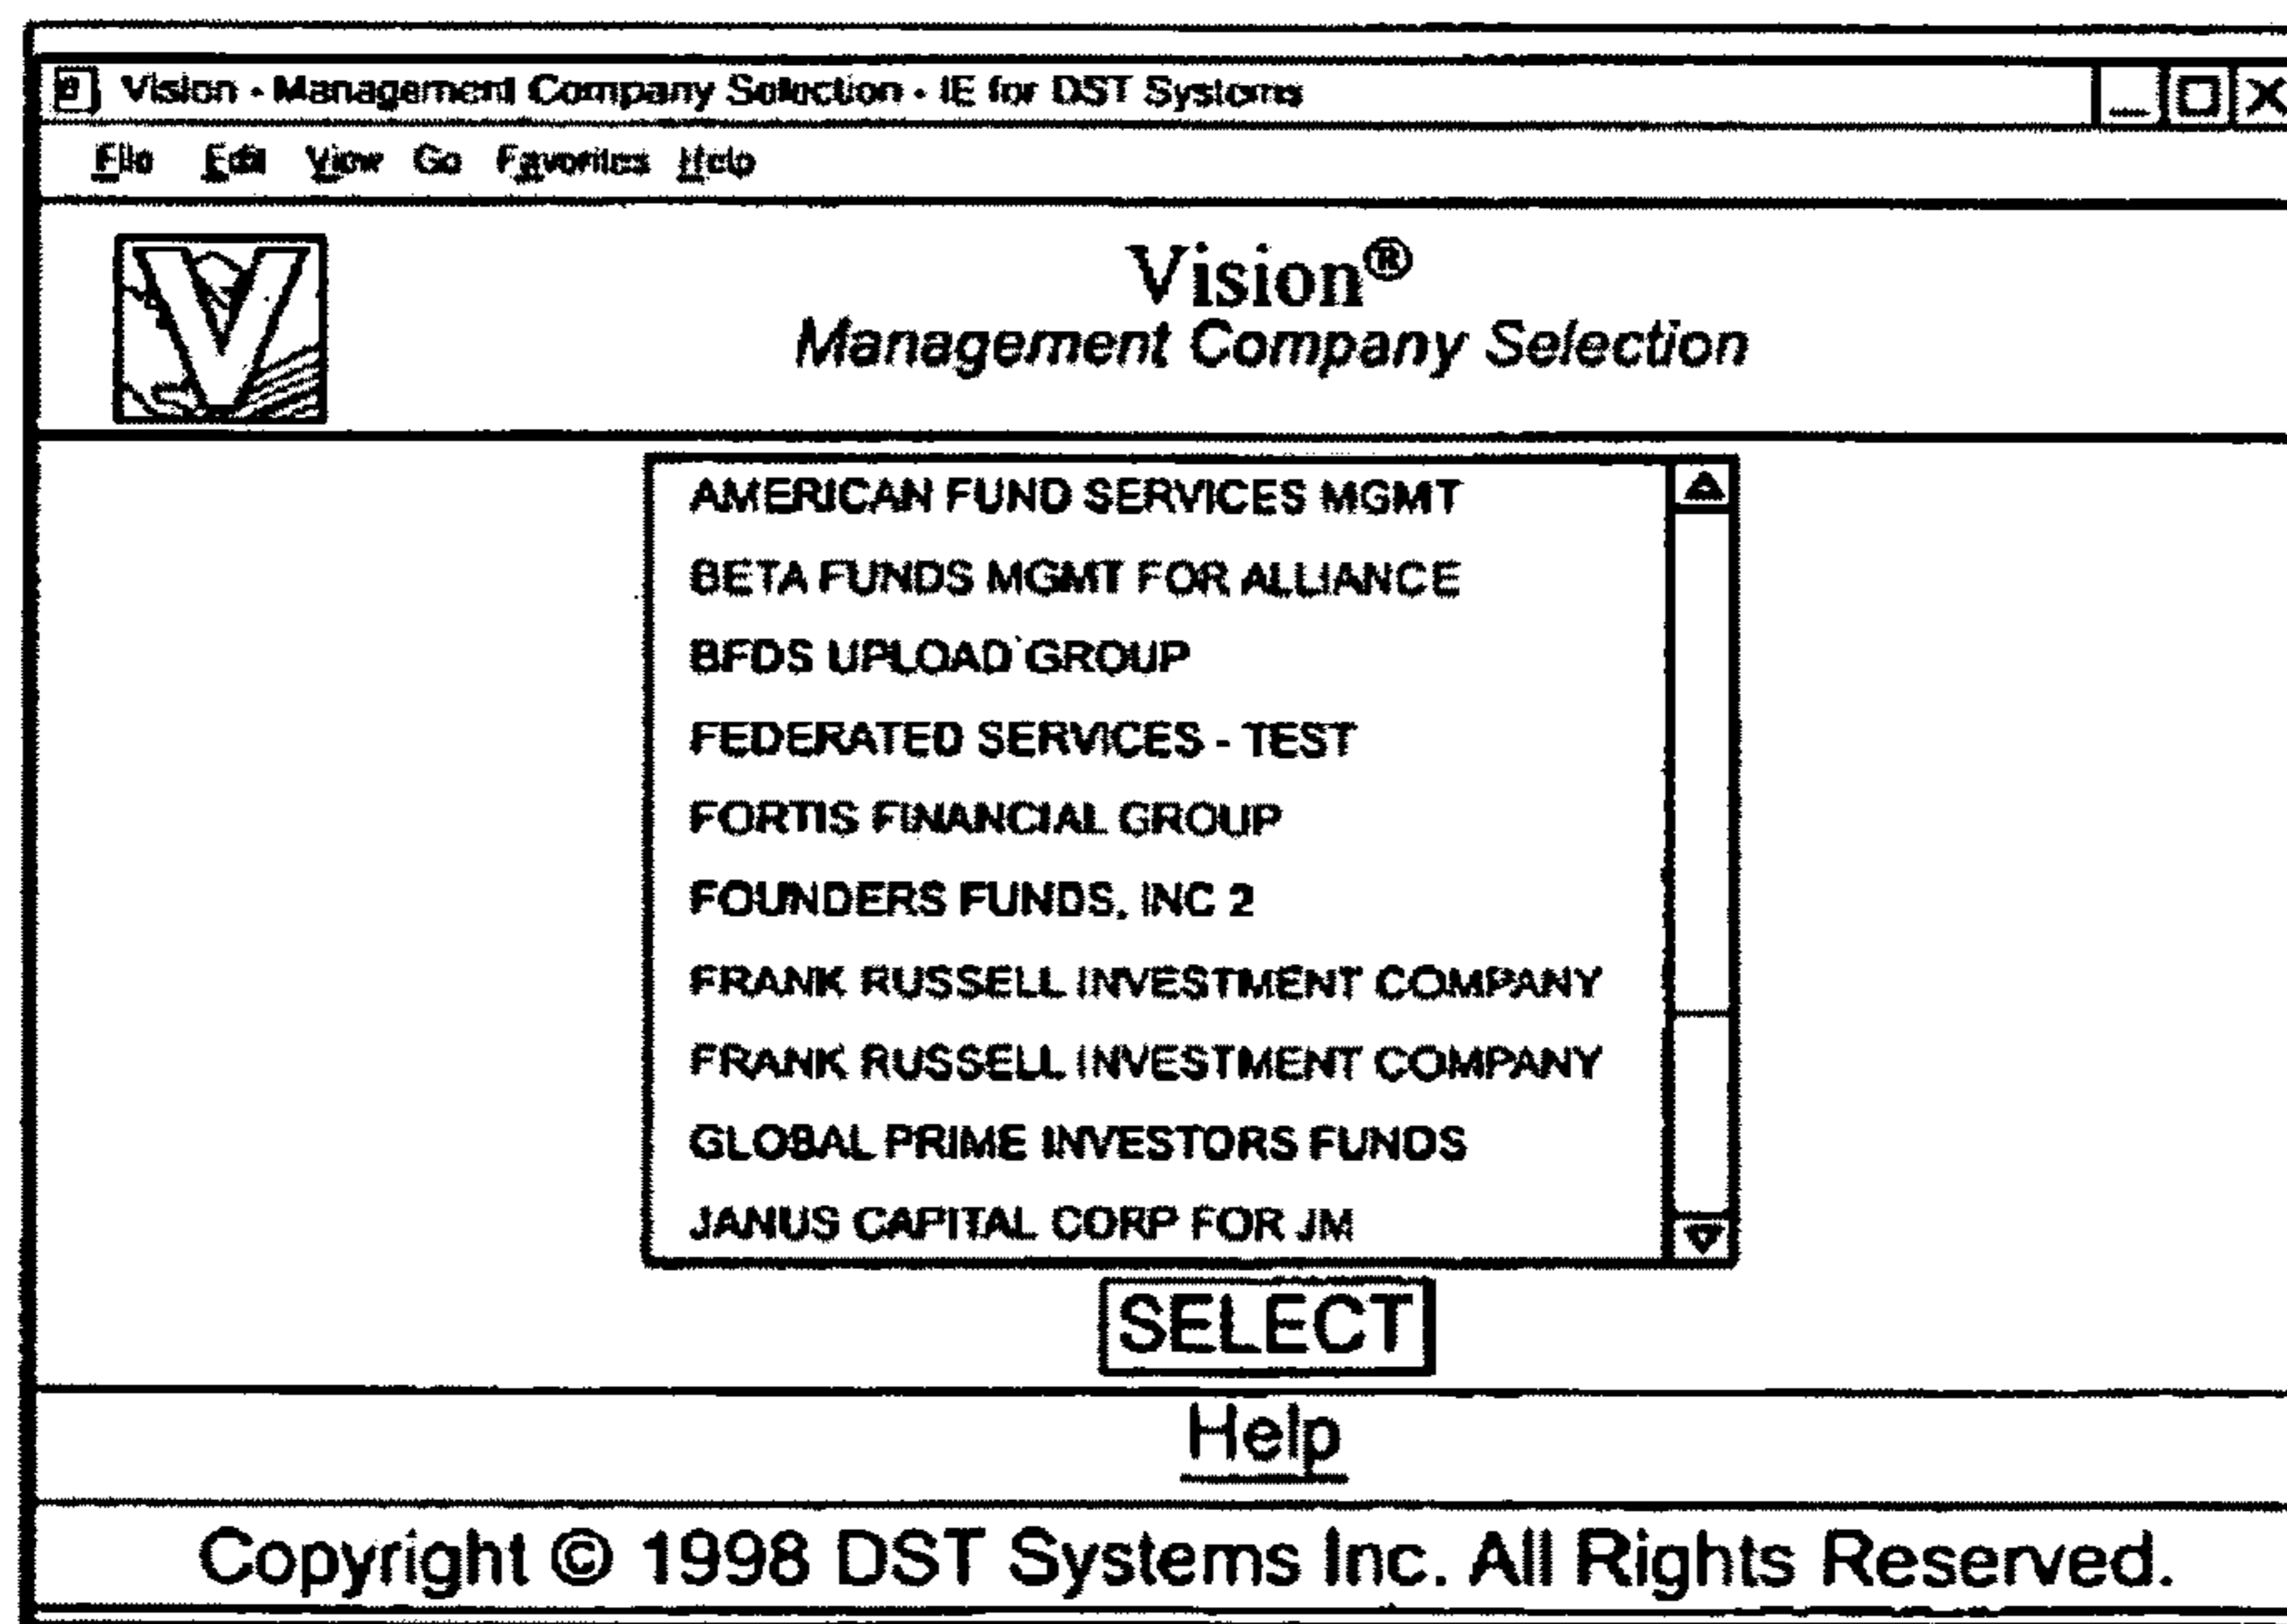 Vision - Management Company Selection - IE for DST Systems
File Edit View Go Favorites Help
V
Vision®
Management Company Selection
AMERICAN FUND SERVICES MGMT
BETA FUNDS MGMT FOR ALLIANCE
BFDS UPLOAD GROUP
FEDERATED SERVICES - TEST
FORTIS FINANCIAL GROUP
FOUNDERS FUNDS, INC 2
FRANK RUSSELL INVESTMENT COMPANY
FRANK RUSSELL INVESTMENT COMPANY
GLOBAL PRIME INVESTORS FUNDS
JANUS CAPITAL CORP FOR JM
SELECT
Help
Copyright © 1998 DST Systems Inc. All Rights Reserved.